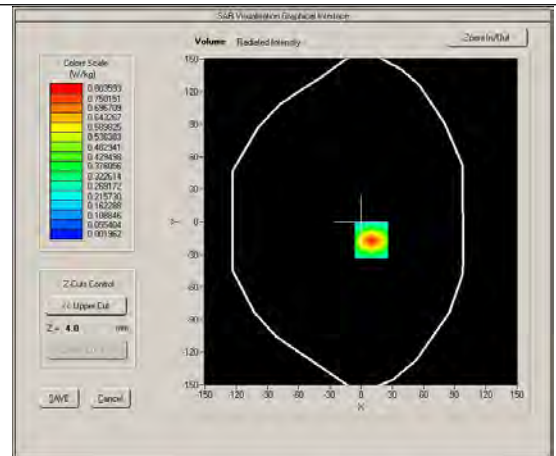 SAR Visualisation Graphical Interface
Volume Radiated Intensity
Zoom In/Out
Colors Scale
(W/kg)
0.803593
0.750151
0.696709
0.643267
0.589825
0.536383
0.482941
0.429498
0.376056
0.322614
0.269172
0.215730
0.162288
0.108846
0.055404
0.001962
Z-Cuts Control
<< Upper Cut
Z = 4.0 mm
SAVE Cancel
150
120
90
60
30
0
-30
-60
-90
-120
-150
Y
-150 -120 -90 -60 -30 0 30 60 90 120 150
X